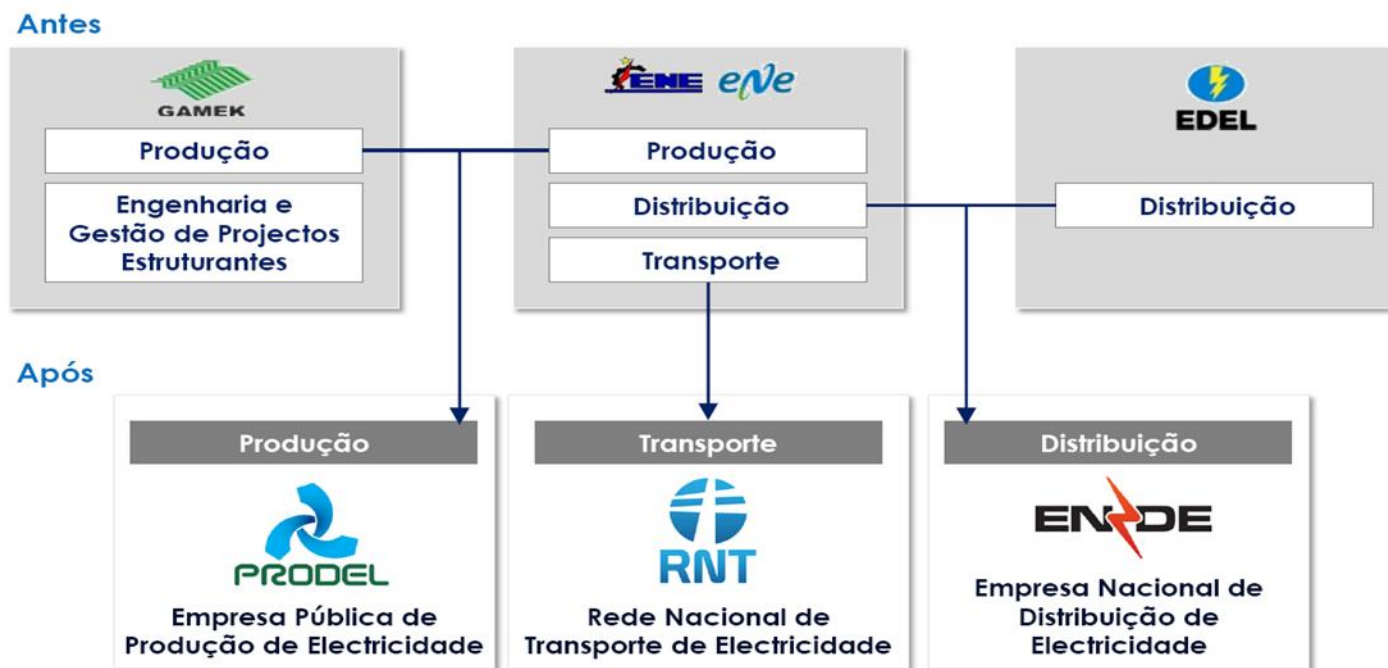 Antes
GAMEK
Produção
Engenharia e
Gestão de Projectos
Estruturantes
ENE eNe
Produção
Distribuição
Transporte
EDEL
Distribuição
Após
Produção
PRODEL
Empresa Pública de
Produção de Electricidade
Transporte
RNT
Rede Nacional de
Transporte de Electricidade
Distribuição
ENDE
Empresa Nacional de
Distribuição de
Electricidade